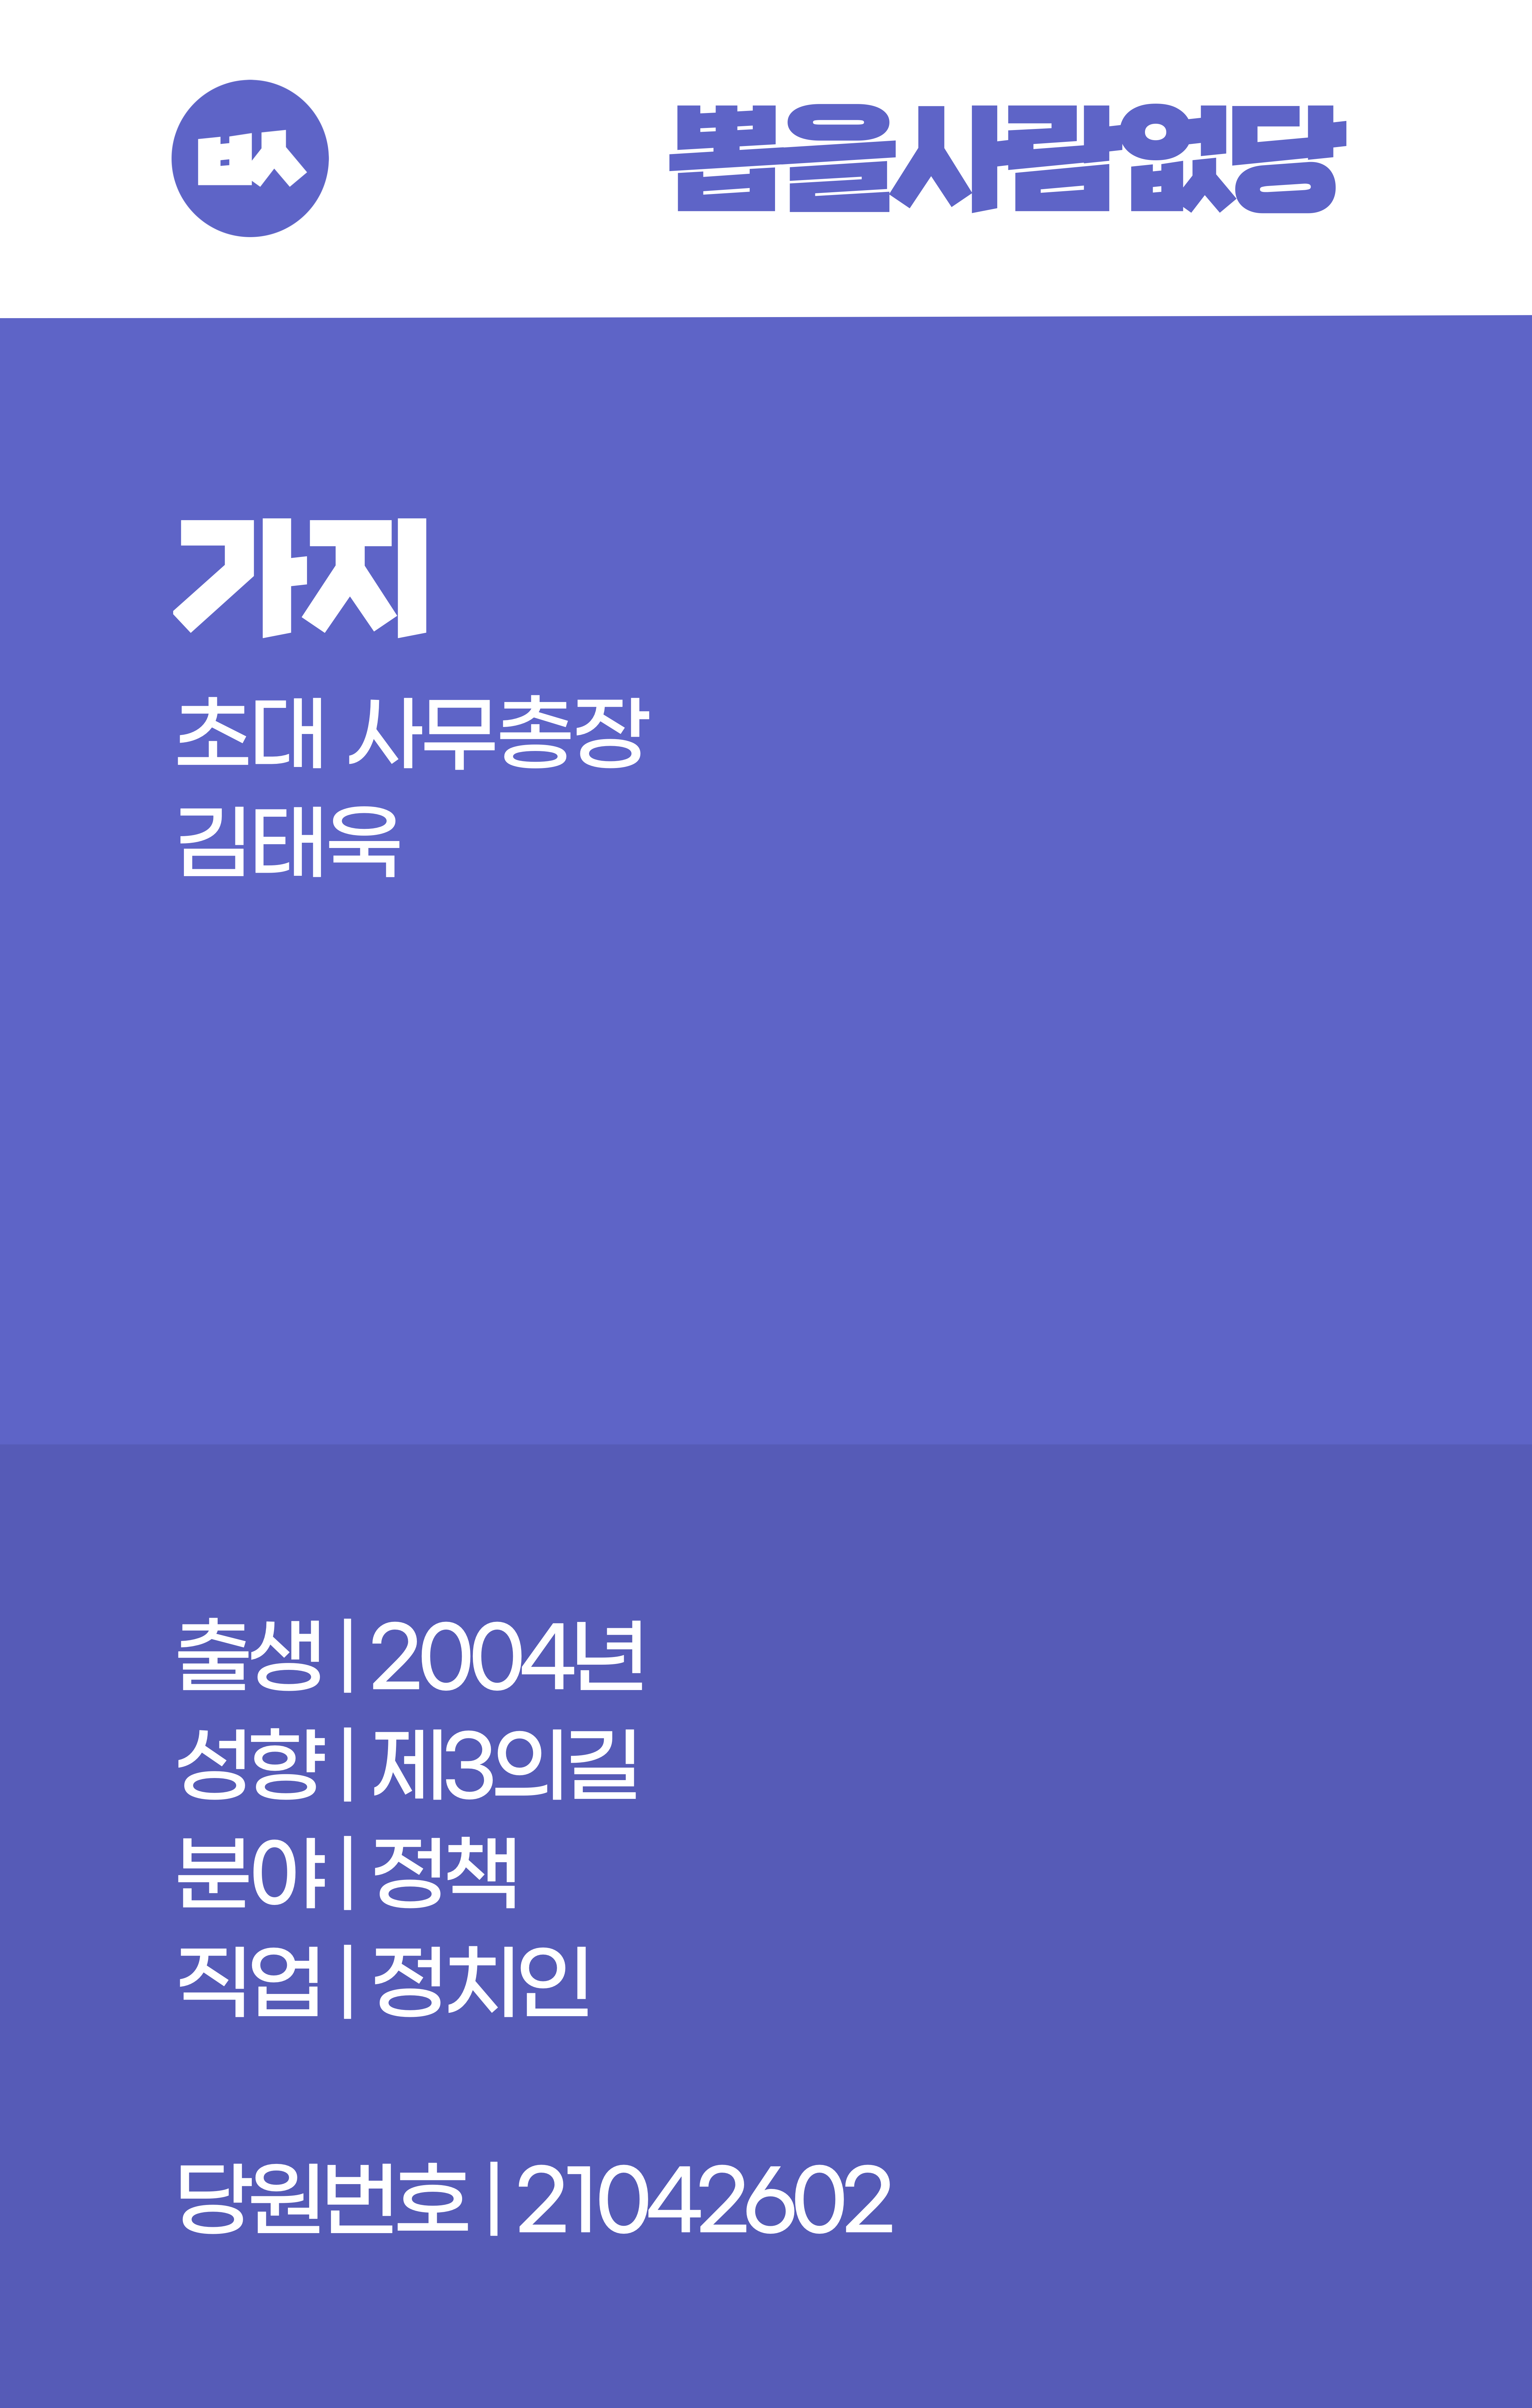 ㅄ 뽑을사람없당
가지
초대 사무총장
김태욱
출생 | 2004년
성향 | 제3의길
분야 | 정책
직업 | 정치인
당원번호 | 21042602